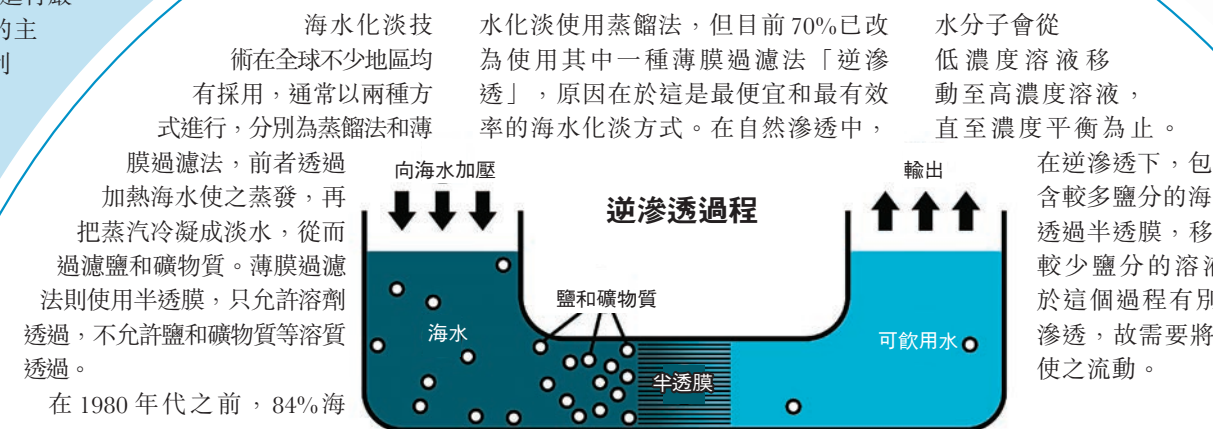 的主
海水化淡技
術在全球不少地區均
有採用，通常以兩種方
式進行，分別為蒸餾法和薄
膜過濾法，前者透過
加熱海水使之蒸發，再
把蒸汽冷凝成淡水，從而
過濾鹽和礦物質。薄膜過濾
法則使用半透膜，只允許溶劑
透過，不允許鹽和礦物質等溶質
透過。
在 1980 年代之前，84%海
水化淡使用蒸餾法，但目前 70%已改
為使用其中一種薄膜過濾法「逆滲
透」，原因在於這是最便宜和最有效
率的海水化淡方式。在自然滲透中，
水分子會從
低濃度溶液移
動至高濃度溶液，
直至濃度平衡為止。
在逆滲透下，包
含較多鹽分的海
透過半透膜，移
較少鹽分的溶液
於這個過程有別
滲透，故需要將
使之流動。
逆滲透過程
向海水加壓
輸出
鹽和礦物質
海水
半透膜
可飲用水